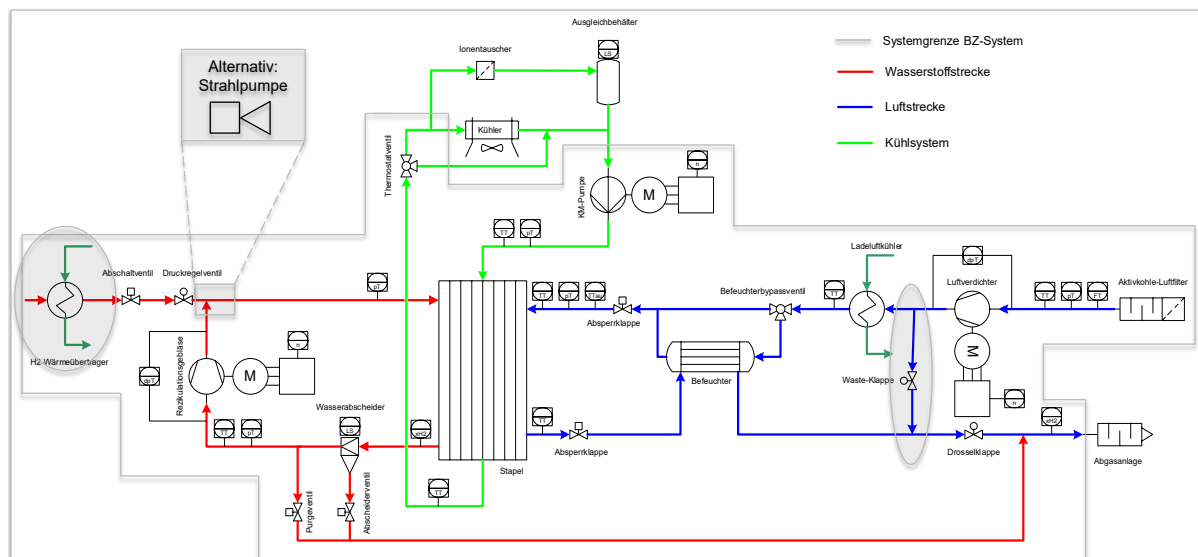 Ausgleichbehälter
LS
Ionentauscher
Systemgrenze BZ-System
Wasserstoffstrecke
Luftstrecke
Kühlsystem
Alternativ:
Strahlpumpe
Kühler
Thermostatventil
KM-Pumpe
M
n
TT
pT
Abschaltventil
Druckregelventil
pT
H2-Wärmeübertrager
Rezikulationsgebläse
dpT
M
n
TT
pT
Wasserabscheider
LS
xH2
Purgeventil
Abscheiderventil
TT
Stapel
TT
pT
TTau
Absperrklappe
Befeuchterbypassventil
TT
Ladeluftkühler
dpT
Luftverdichter
TT
pT
FT
Aktivkohle-Luftfilter
Befeuchter
Waste-Klappe
M
n
TT
Absperrklappe
Drosselklappe
xH2
Abgasanlage